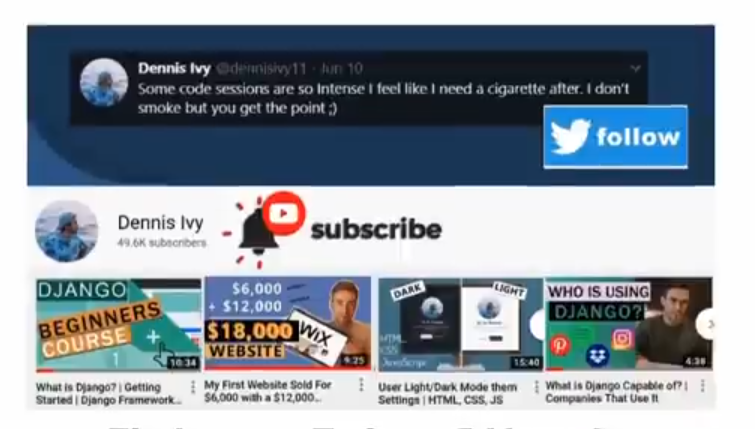 Dennis Ivy @dennisivy11 · Jun 10
Some code sessions are so Intense I feel like I need a cigarette after. I don't
smoke but you get the point ;)
follow
Dennis Ivy
49.6K subscribers
subscribe
DJANGO
BEGINNERS
COURSE
10:34
What is Django? | Getting
Started | Django Framework...
$6,000
+ $12,000
$18,000
WEBSITE
WIX
9:25
My First Website Sold For
$6,000 with a $12,000...
DARK
LIGHT
HTML
CSS
JavaScript
15:40
User Light/Dark Mode them
Settings | HTML, CSS, JS
WHO IS USING
DJANGO?
4:38
What is Django Capable of? |
Companies That Use It